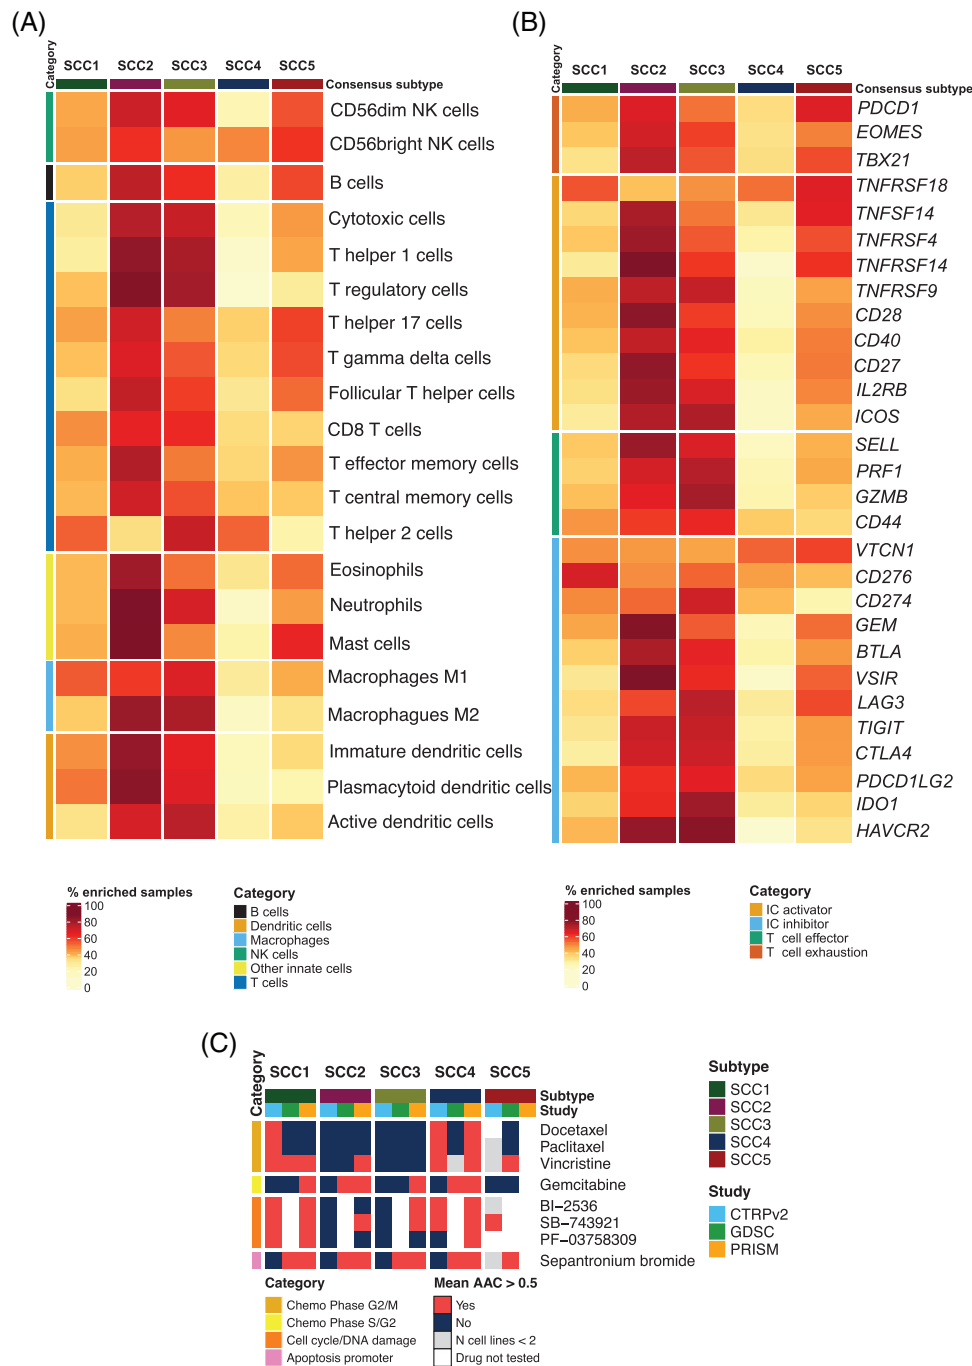 (A)
Category
SCC1 SCC2 SCC3 SCC4 SCC5
Consensus subtype
CD56dim NK cells
CD56bright NK cells
B cells
Cytotoxic cells
T helper 1 cells
T regulatory cells
T helper 17 cells
T gamma delta cells
Follicular T helper cells
CD8 T cells
T effector memory cells
T central memory cells
T helper 2 cells
Eosinophils
Neutrophils
Mast cells
Macrophages M1
Macrophagues M2
Immature dendritic cells
Plasmacytoid dendritic cells
Active dendritic cells
% enriched samples
100
80
60
40
20
0
Category
B cells
Dendritic cells
Macrophages
NK cells
Other innate cells
T cells
(B)
Category
SCC1 SCC2 SCC3 SCC4 SCC5
Consensus subtype
PDCD1
EOMES
TBX21
TNFRSF18
TNFSF14
TNFRSF4
TNFRSF14
TNFRSF9
CD28
CD40
CD27
IL2RB
ICOS
SELL
PRF1
GZMB
CD44
VTCN1
CD276
CD274
GEM
BTLA
VSIR
LAG3
TIGIT
CTLA4
PDCD1LG2
IDO1
HAVCR2
% enriched samples
100
80
60
40
20
0
Category
IC activator
IC inhibitor
T cell effector
T cell exhaustion
(C)
Category
SCC1 SCC2 SCC3 SCC4 SCC5
Subtype
Study
Docetaxel
Paclitaxel
Vincristine
Gemcitabine
BI−2536
SB−743921
PF−03758309
Sepantronium bromide
Category
Chemo Phase G2/M
Chemo Phase S/G2
Cell cycle/DNA damage
Apoptosis promoter
Mean AAC > 0.5
Yes
No
N cell lines < 2
Drug not tested
Subtype
SCC1
SCC2
SCC3
SCC4
SCC5
Study
CTRPv2
GDSC
PRISM